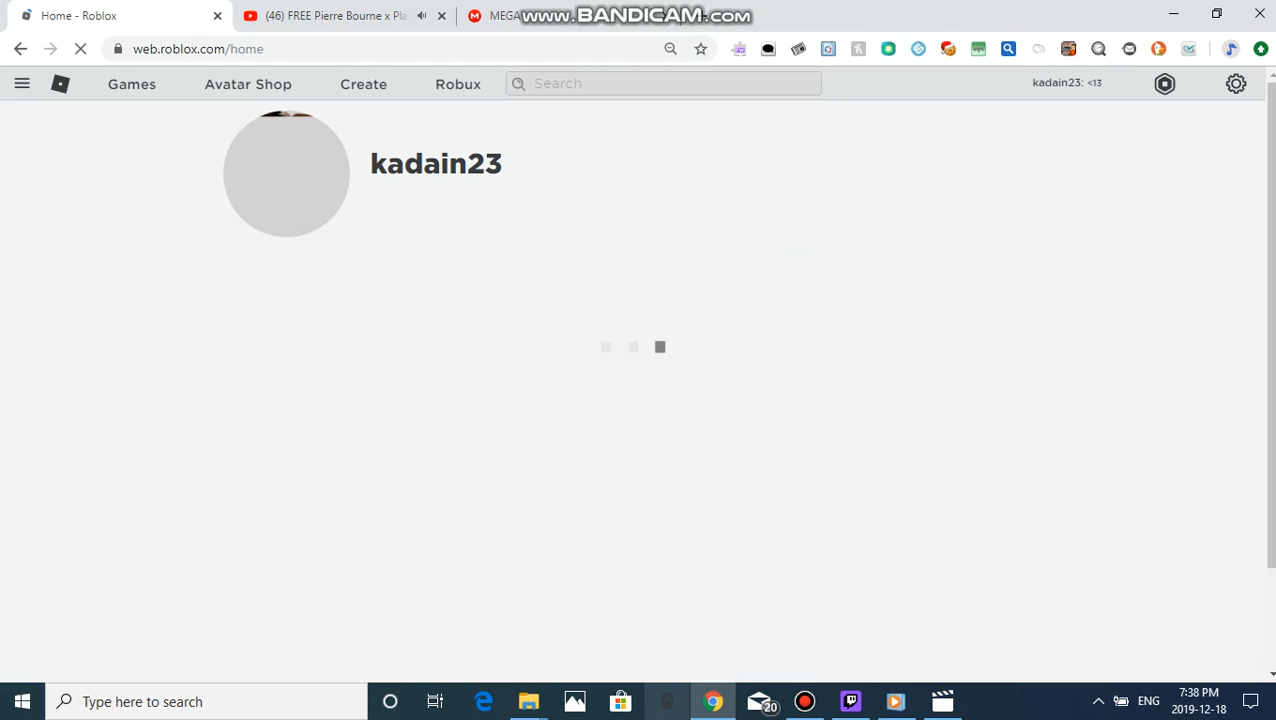 Home - Roblox
(46) FREE Pierre Bourne x Pla
MEGA
www.BANDICAM.com
web.roblox.com/home
Games
Avatar Shop
Create
Robux
Search
kadain23: <13
kadain23
Type here to search
20
ENG
7:38 PM
2019-12-18